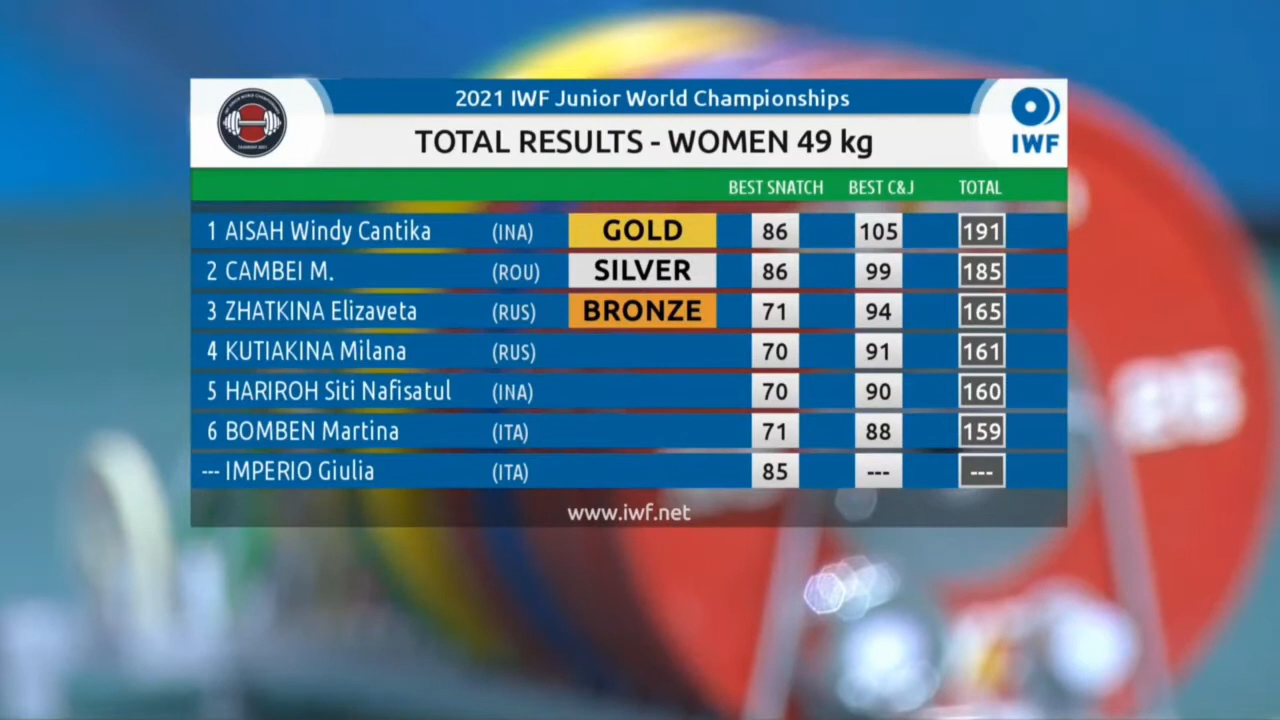 2021 IWF Junior World Championships
TOTAL RESULTS - WOMEN 49 kg
IWF
BEST SNATCH BEST C&J TOTAL
1 AISAH Windy Cantika (INA) GOLD 86 105 191
2 CAMBEI M. (ROU) SILVER 86 99 185
3 ZHATKINA Elizaveta (RUS) BRONZE 71 94 165
4 KUTIAKINA Milana (RUS) 70 91 161
5 HARIROH Siti Nafisatul (INA) 70 90 160
6 BOMBEN Martina (ITA) 71 88 159
--- IMPERIO Giulia (ITA) 85 --- ---
www.iwf.net